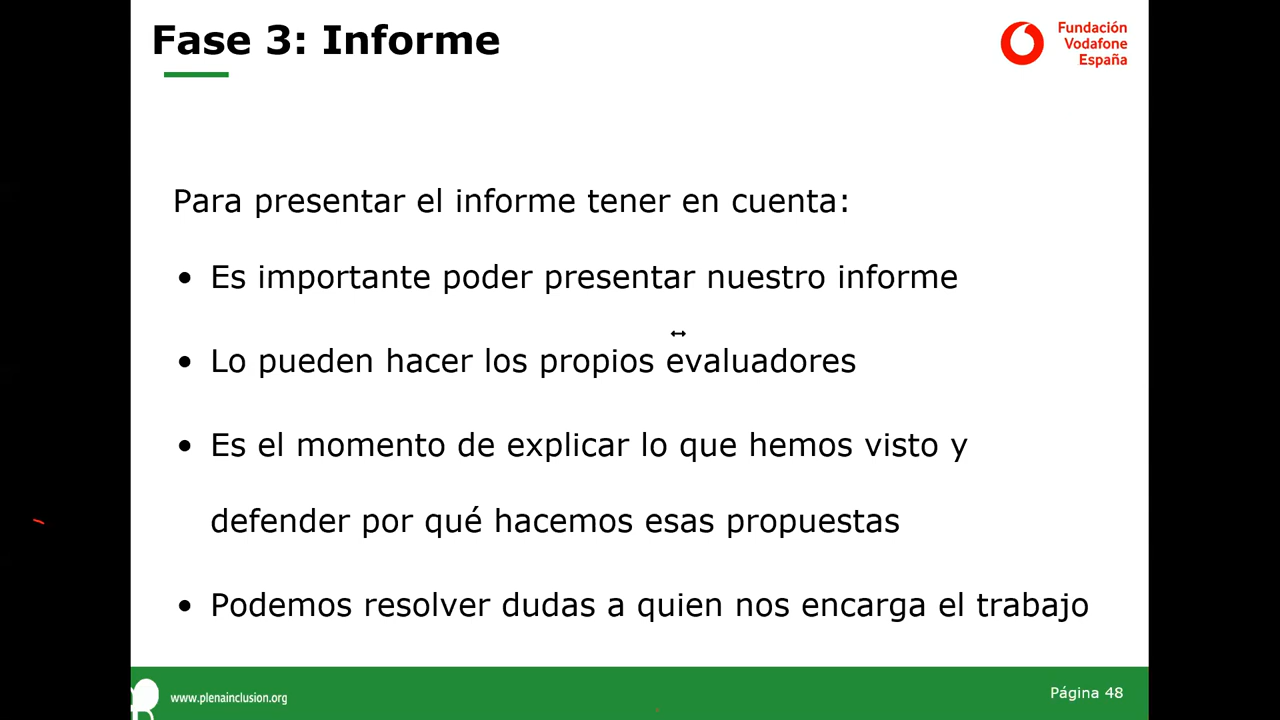 Fase 3: Informe
Fundación
Vodafone
España
Para presentar el informe tener en cuenta:
• Es importante poder presentar nuestro informe
• Lo pueden hacer los propios evaluadores
• Es el momento de explicar lo que hemos visto y
defender por qué hacemos esas propuestas
• Podemos resolver dudas a quien nos encarga el trabajo
www.plenainclusion.org
Página 48